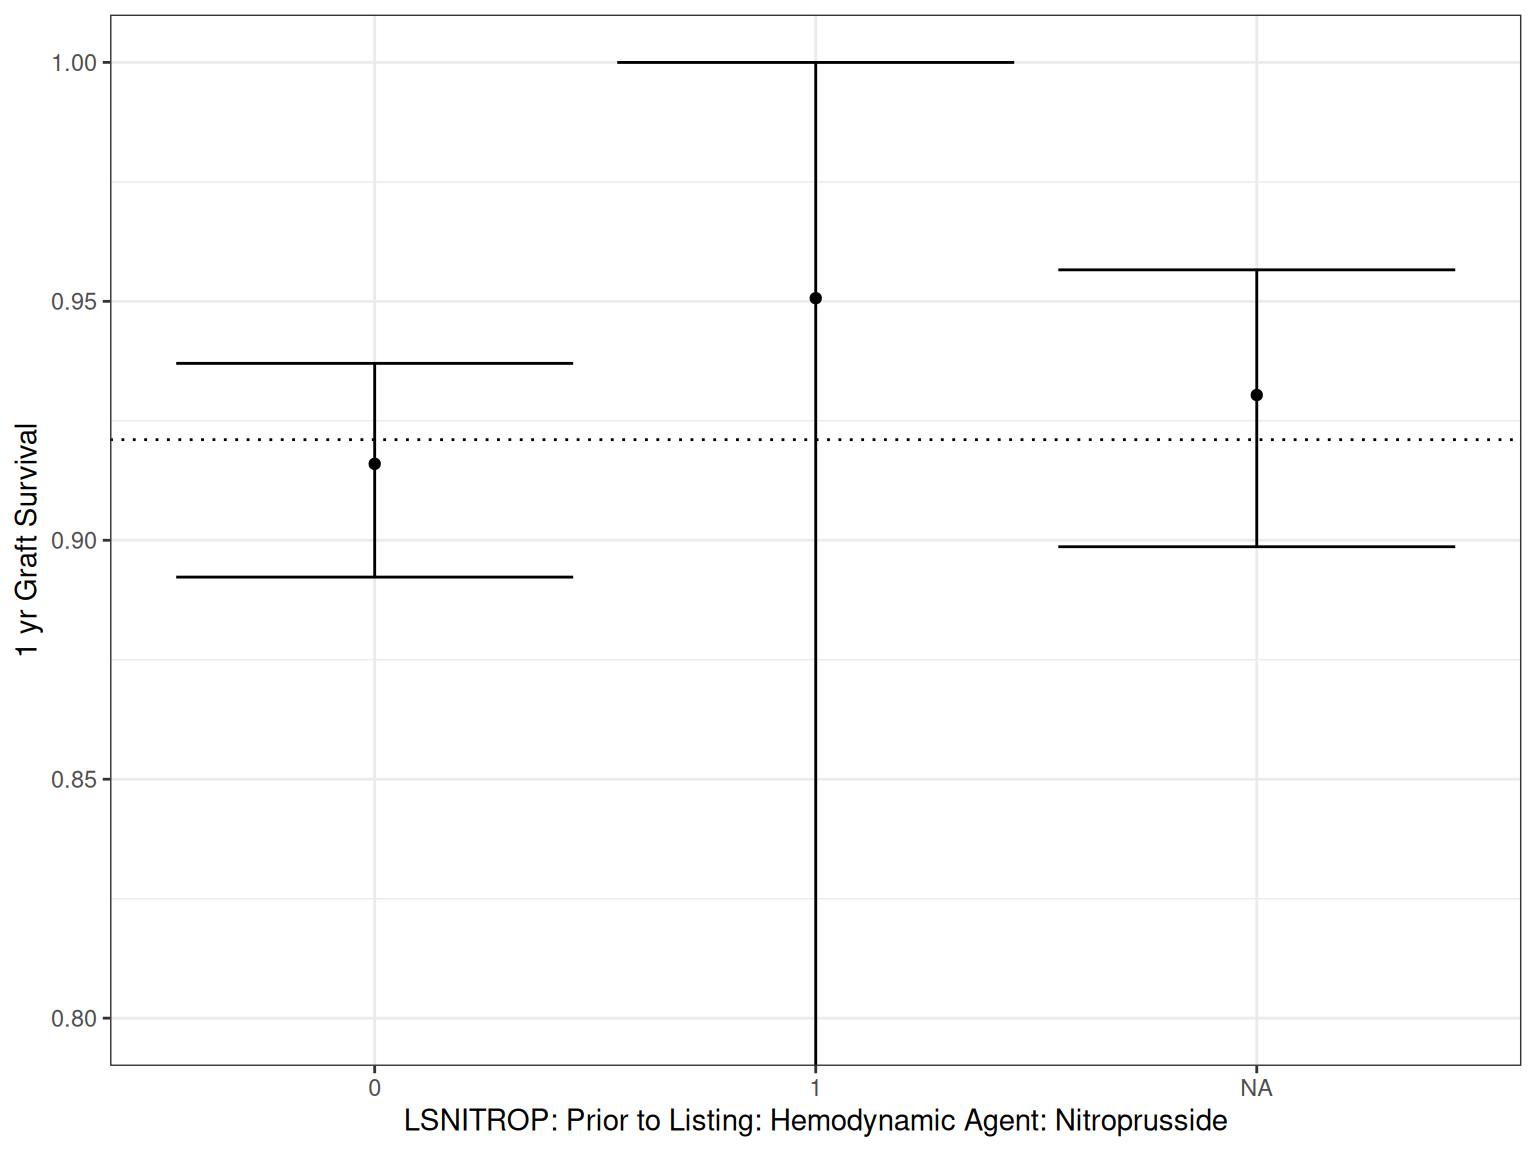 1 yr Graft Survival
1.00
0.95
0.90
0.85
0.80
0 1 NA
LSNITROP: Prior to Listing: Hemodynamic Agent: Nitroprusside